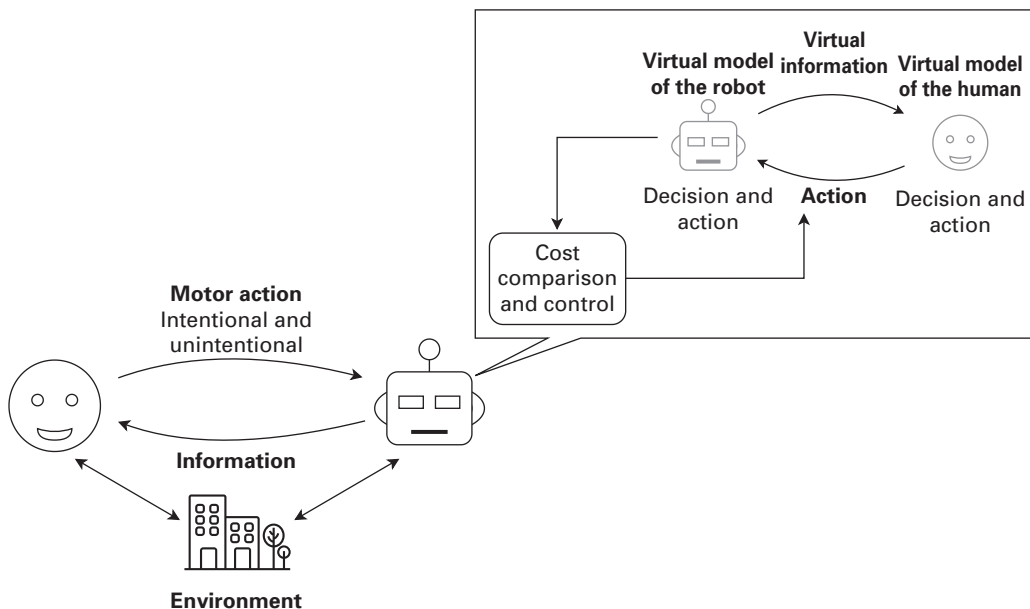 Virtual
information
Virtual model
of the robot
Virtual model
of the human
Decision and
action
Action
Decision and
action
Cost
comparison
and control
Motor action
Intentional and
unintentional
Information
Environment